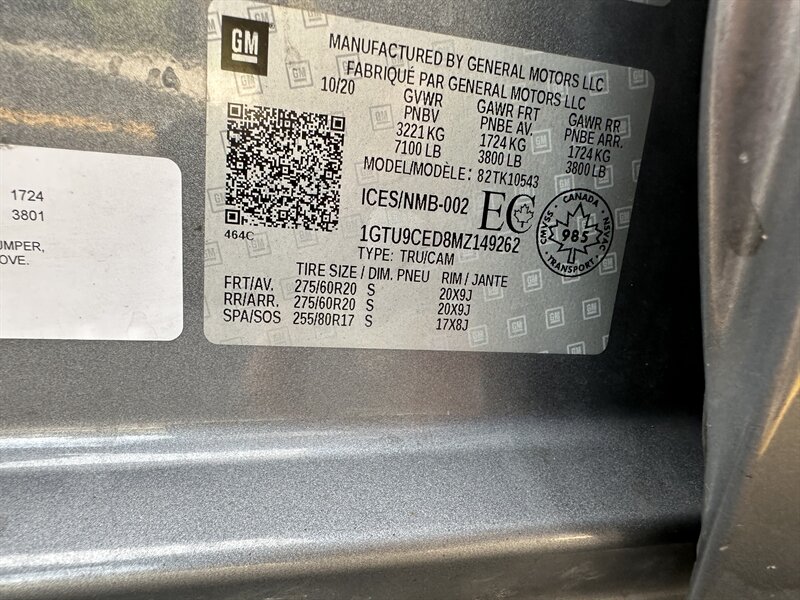 GM
MANUFACTURED BY GENERAL MOTORS LLC
FABRIQUÉ PAR GENERAL MOTORS LLC
10/20
GVWR GAWR FRT GAWR RR
PNBV PNBE AV. PNBE ARR.
3221 KG 1724 KG 1724 KG
7100 LB 3800 LB 3800 LB
MODEL/MODÈLE: 82TK10543
ICES/NMB-002 EC
CANADA
CMVSS 985 NSVAC
TRANSPORT
464C
1GTU9CED8MZ149262
TYPE: TRU/CAM
TIRE SIZE / DIM. PNEU RIM / JANTE
FRT/AV. 275/60R20 S 20X9J
RR/ARR. 275/60R20 S 20X9J
SPA/SOS 255/80R17 S 17X8J
1724
3801